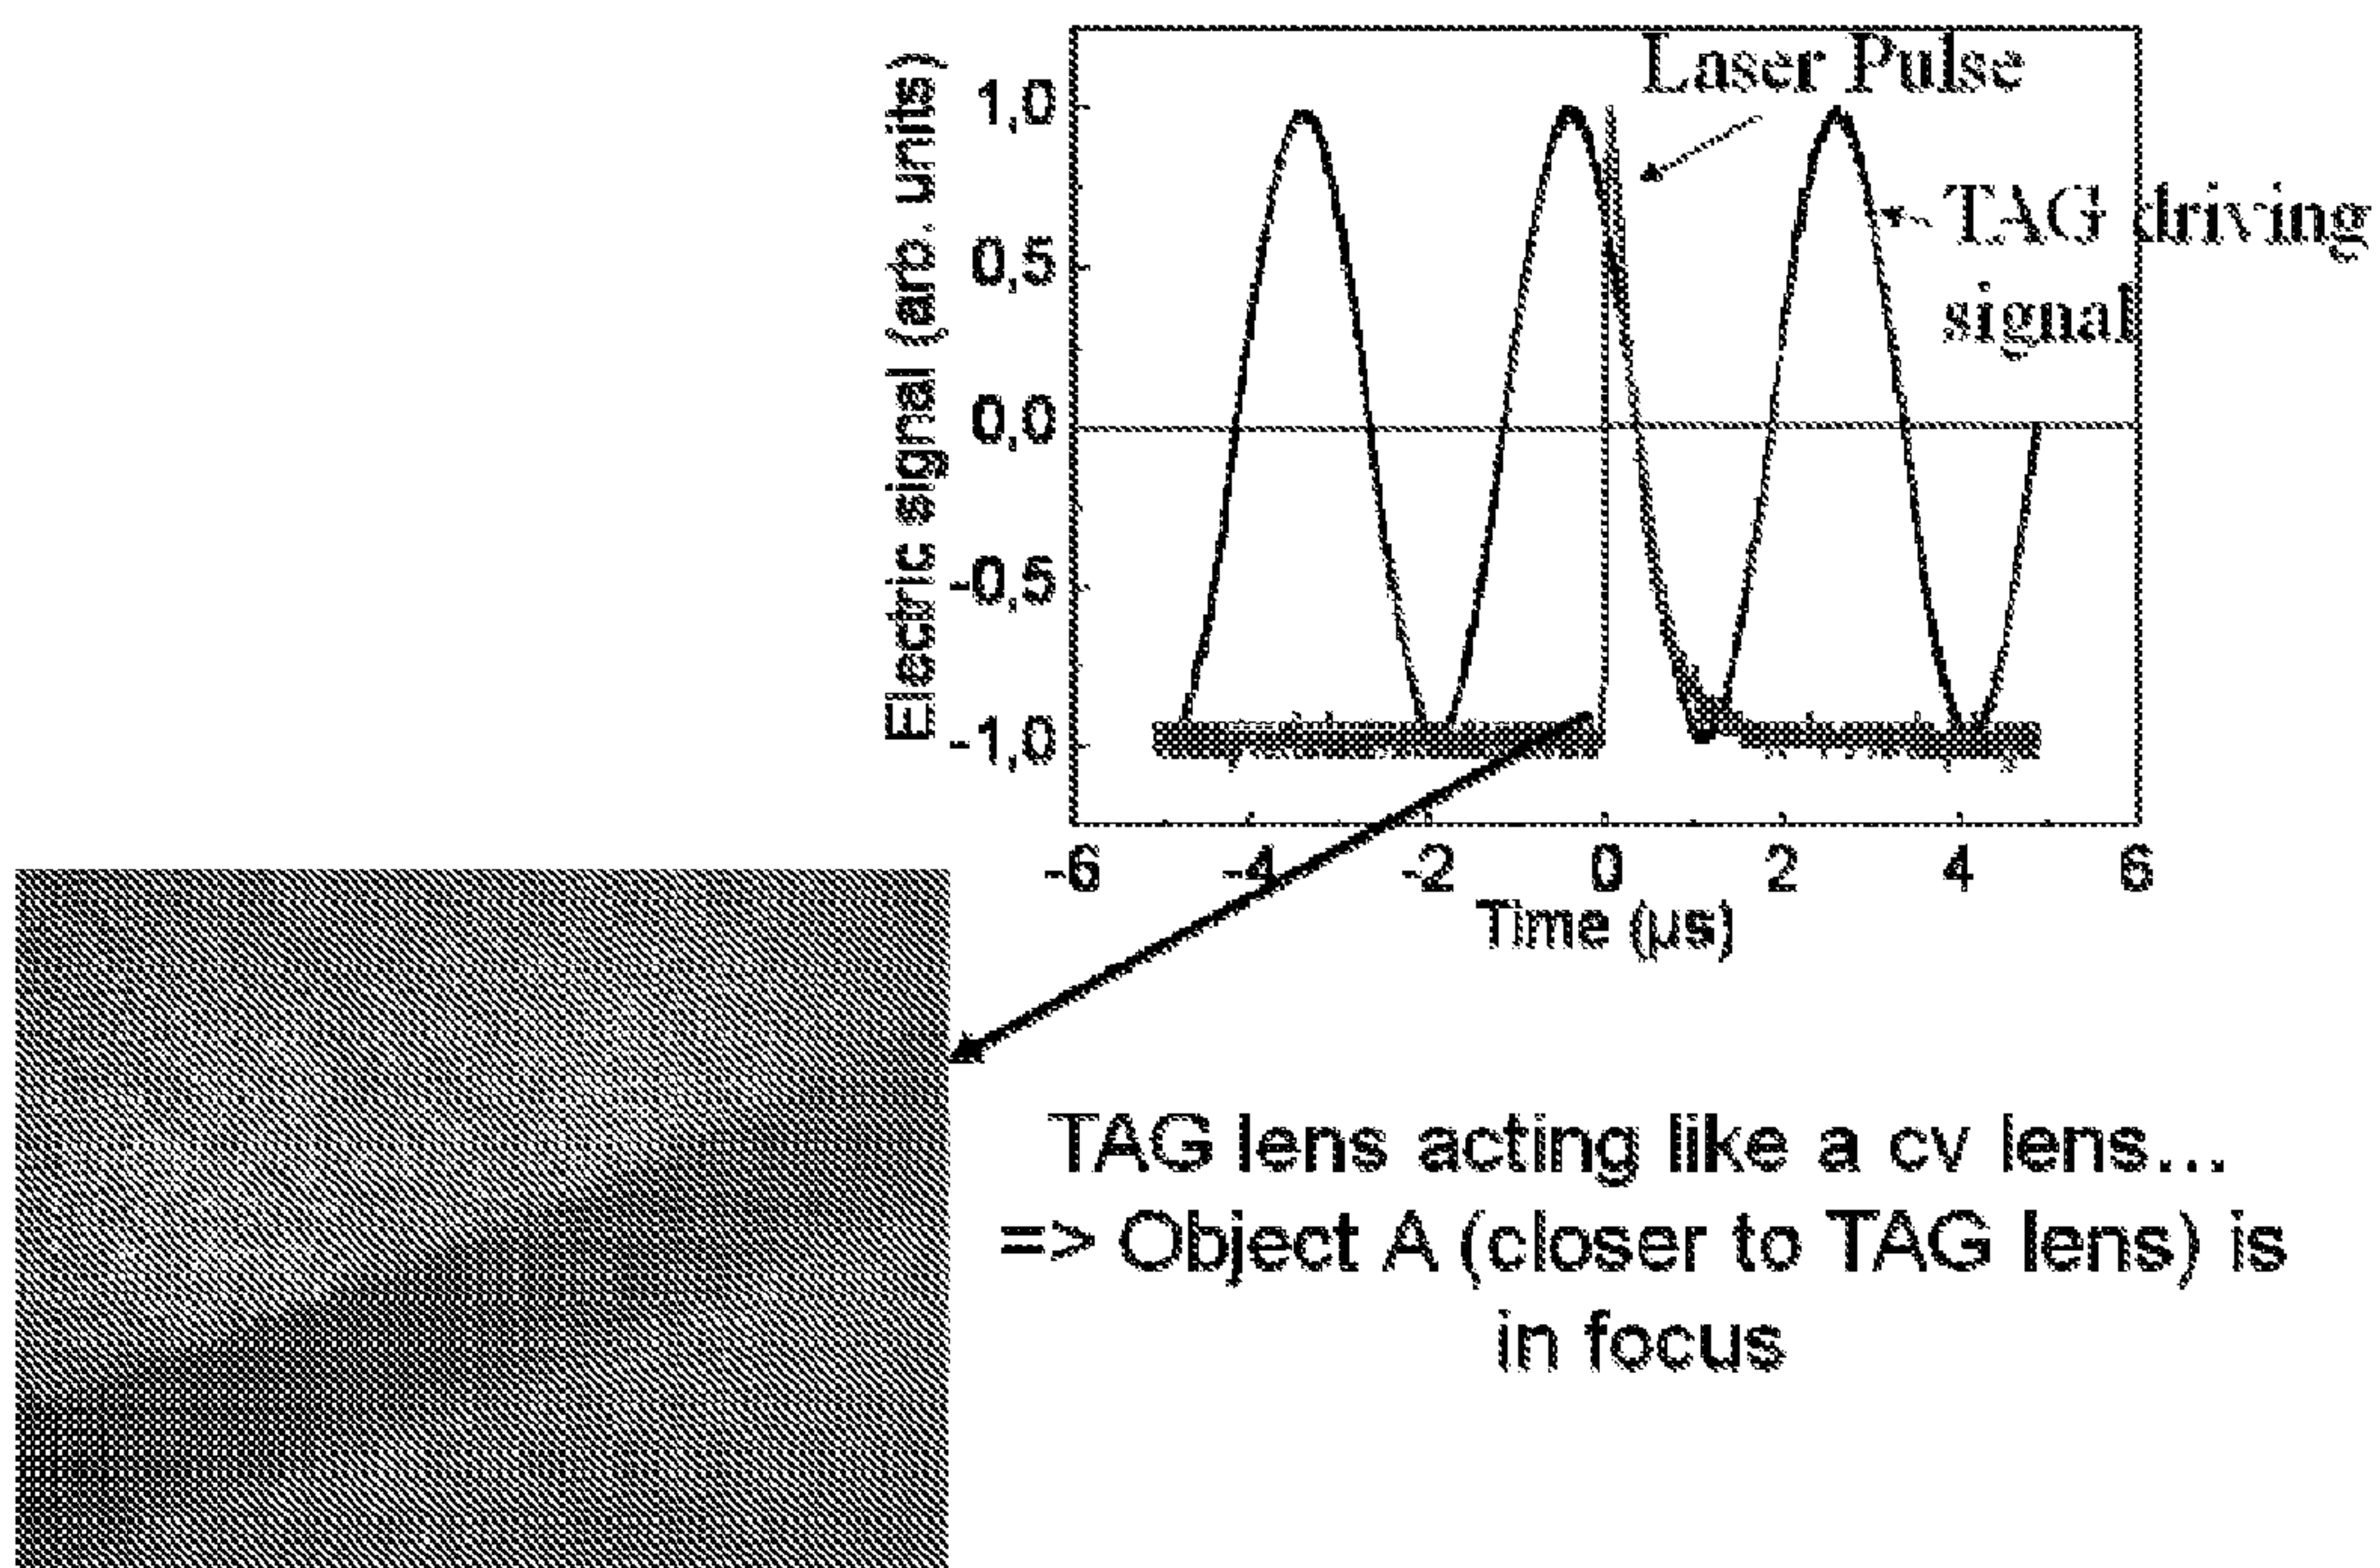 Laser Pulse
TAG driving
signal
Electric signal (arb. units)
1,0
0,5
0,0
-0,5
-1,0
-6 -4 -2 0 2 4 6
Time (µs)
TAG lens acting like a cv lens...
=> Object A (closer to TAG lens) is
in focus